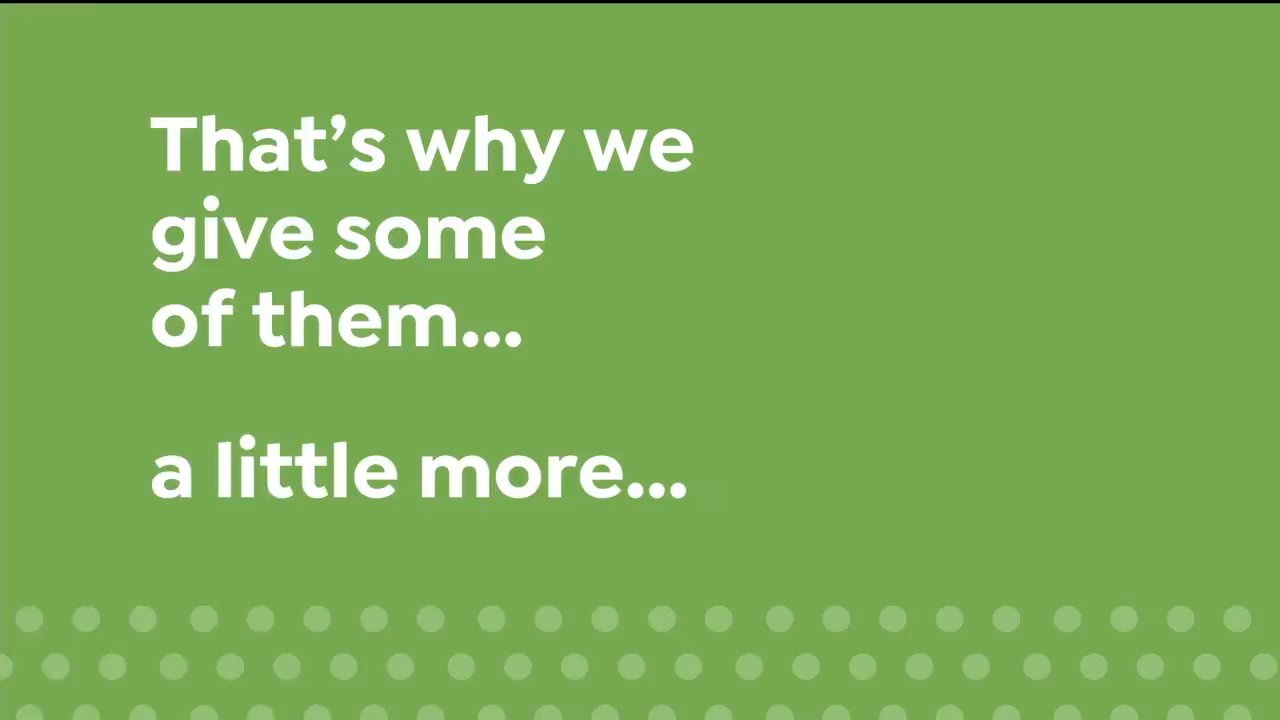 That’s why we
give some
of them...
a little more...